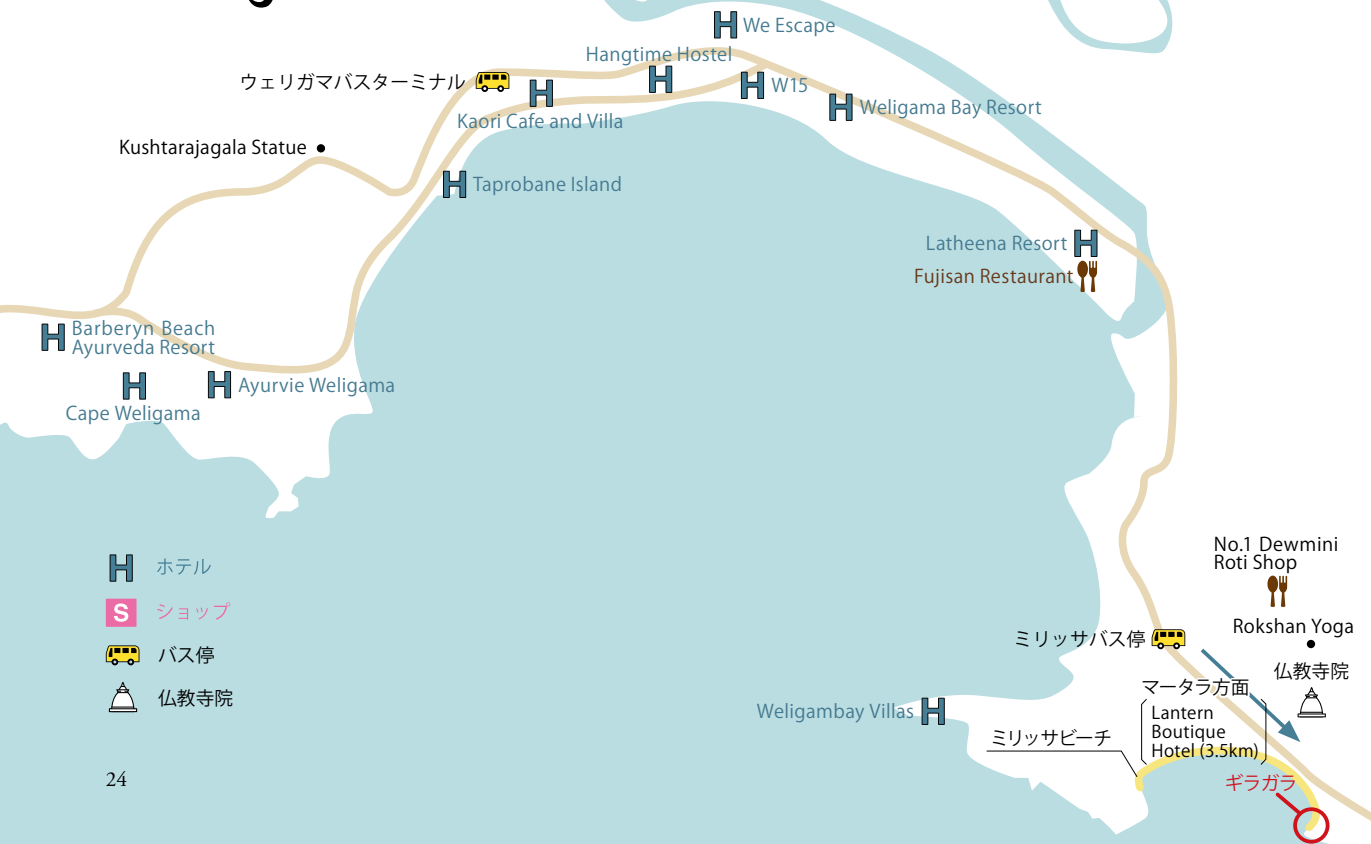 We Escape
Hangtime Hostel
ウェリガマバスターミナル
W15
Kaori Cafe and Villa
Weligama Bay Resort
Kushtarajagala Statue
Taprobane Island
Latheena Resort
Fujisan Restaurant
Barberyn Beach
Ayurveda Resort
Ayurvie Weligama
Cape Weligama
No.1 Dewmini
Roti Shop
ホテル
S ショップ
バス停
仏教寺院
Rokshan Yoga
ミリッサバス停
仏教寺院
マータラ方面
Lantern
Boutique
Hotel (3.5km)
Weligambay Villas
ミリッサビーチ
ギラガラ
24